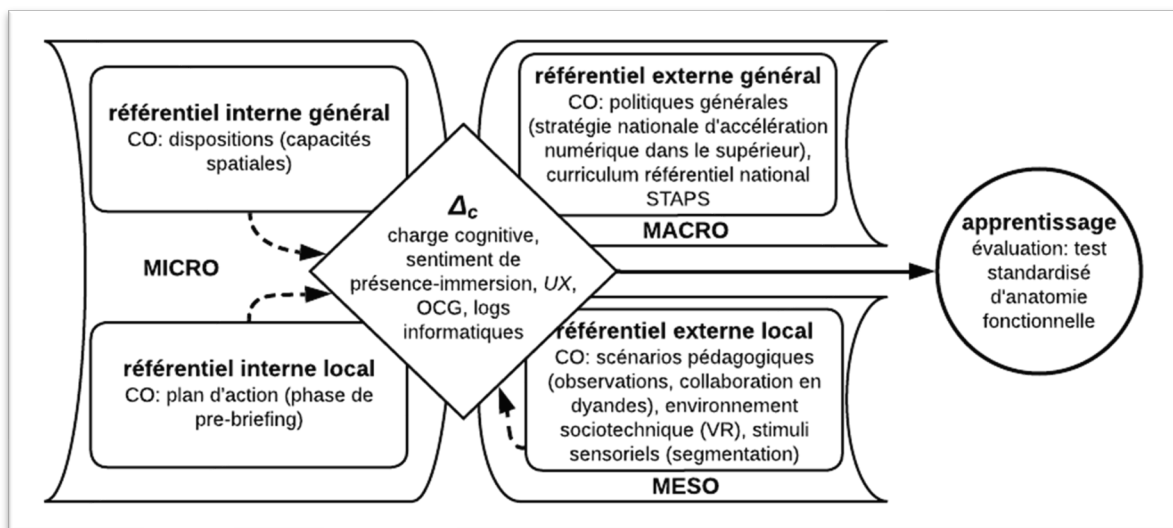 référentiel interne général
CO: dispositions (capacités
spatiales)
MICRO
référentiel interne local
CO: plan d'action (phase de
pre-briefing)
Δc
charge cognitive,
sentiment de
présence-immersion, UX,
OCG, logs
informatiques
référentiel externe général
CO: politiques générales
(stratégie nationale d'accélération
numérique dans le supérieur),
curriculum référentiel national
STAPS
MACRO
référentiel externe local
CO: scénarios pédagogiques
(observations, collaboration en
dyandes), environnement
sociotechnique (VR), stimuli
sensoriels (segmentation)
MESO
apprentissage
évaluation: test
standardisé
d'anatomie
fonctionnelle